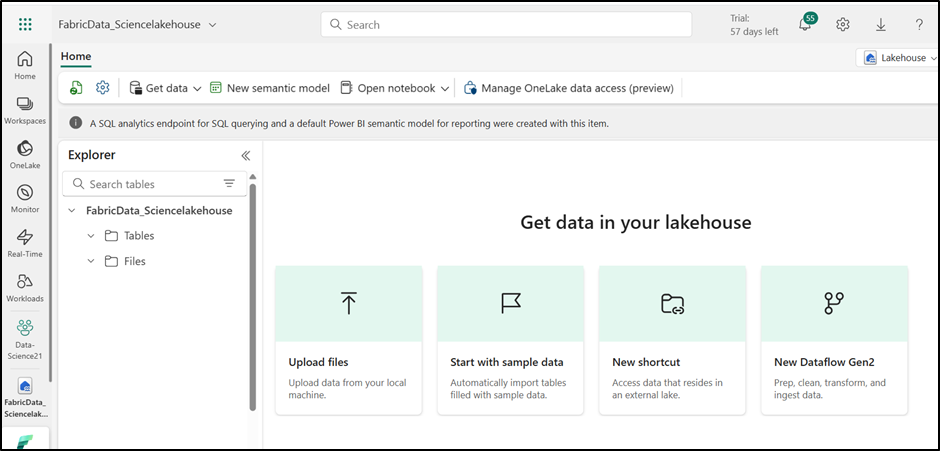 FabricData_Sciencelakehouse
Search
Trial:
57 days left
55
?
Home
Lakehouse
Get data
New semantic model
Open notebook
Manage OneLake data access (preview)
A SQL analytics endpoint for SQL querying and a default Power BI semantic model for reporting were created with this item.
Home
Workspaces
OneLake
Monitor
Real-Time
Workloads
Data-
Science21
FabricData_
Sciencelak...
Explorer
Search tables
FabricData_Sciencelakehouse
Tables
Files
Get data in your lakehouse
Upload files
Upload data from your local
machine.
Start with sample data
Automatically import tables
filled with sample data.
New shortcut
Access data that resides in
an external lake.
New Dataflow Gen2
Prep, clean, transform, and
ingest data.